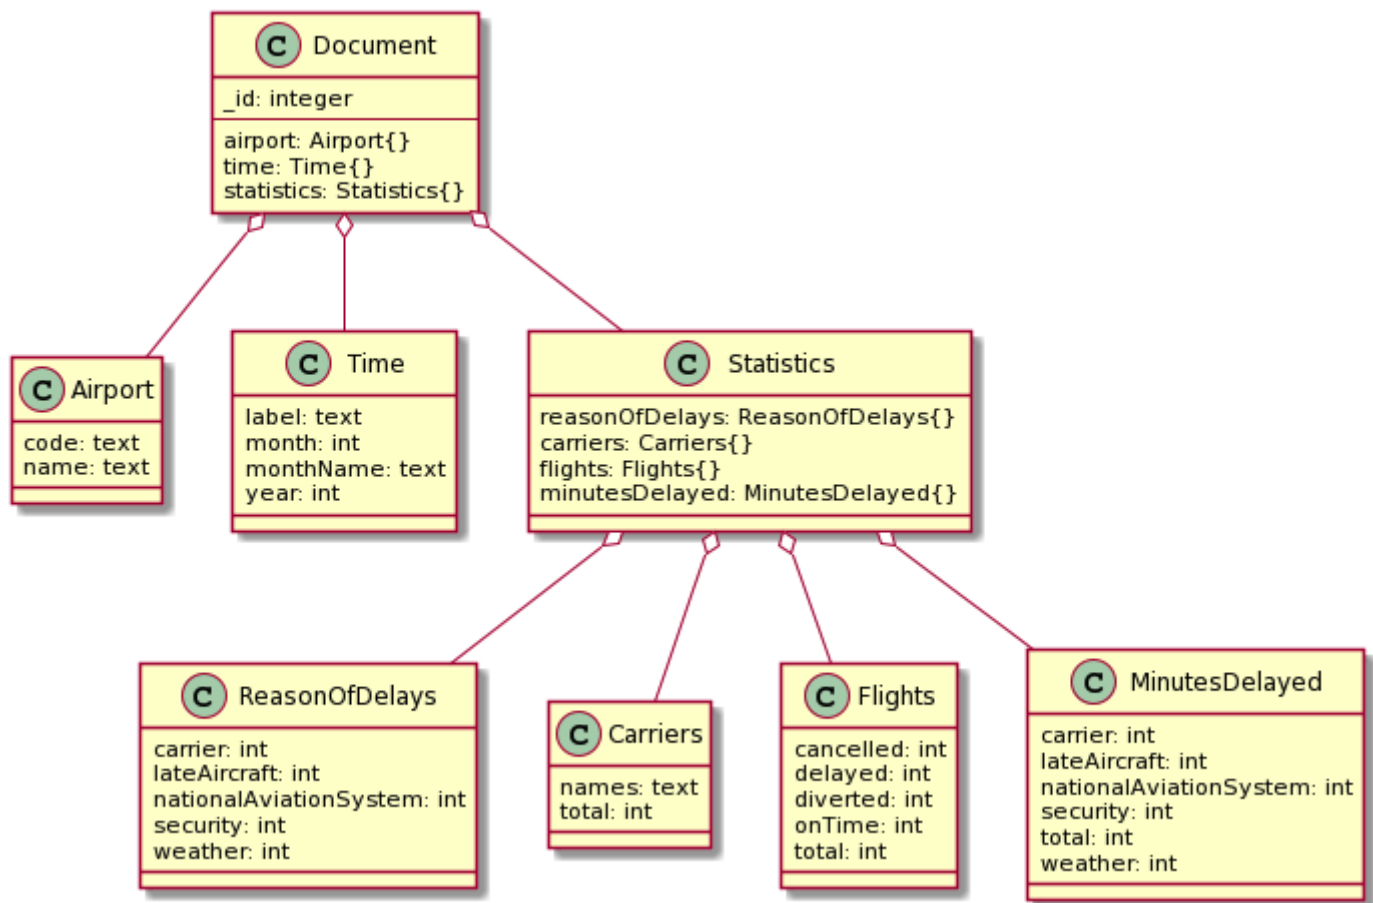 C Document
_id: integer
airport: Airport{}
time: Time{}
statistics: Statistics{}
C Airport
code: text
name: text
C Time
label: text
month: int
monthName: text
year: int
C Statistics
reasonOfDelays: ReasonOfDelays{}
carriers: Carriers{}
flights: Flights{}
minutesDelayed: MinutesDelayed{}
C ReasonOfDelays
carrier: int
lateAircraft: int
nationalAviationSystem: int
security: int
weather: int
C Carriers
names: text
total: int
C Flights
cancelled: int
delayed: int
diverted: int
onTime: int
total: int
C MinutesDelayed
carrier: int
lateAircraft: int
nationalAviationSystem: int
security: int
total: int
weather: int